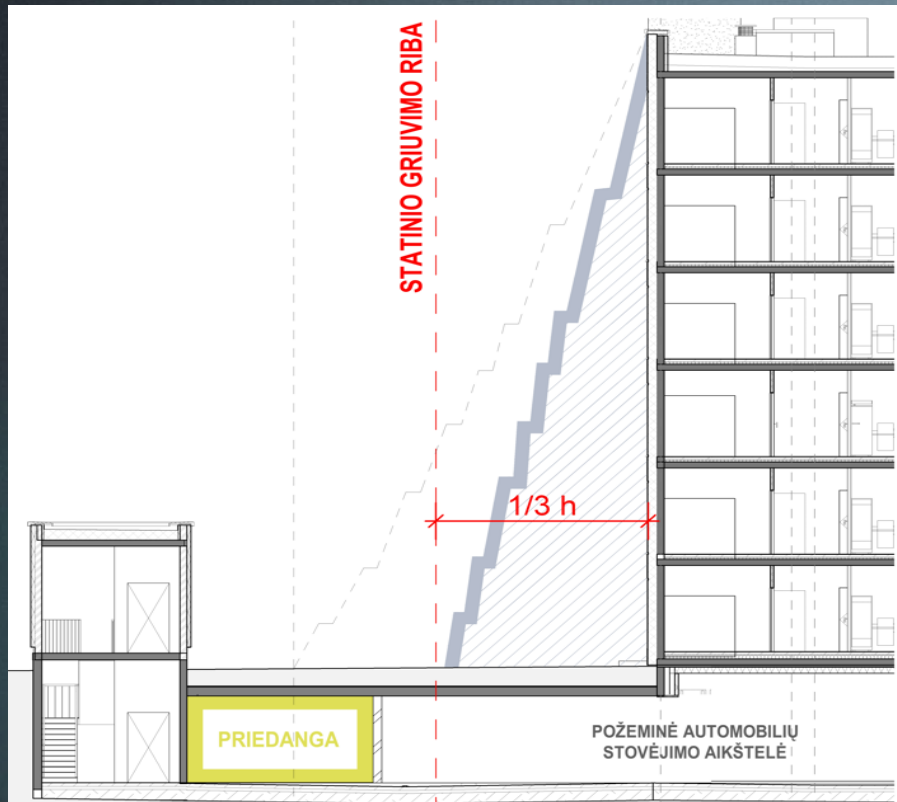 STATINIO GRIUVIMO RIBA
1/3 h
PRIEDANGA
POŽEMINĖ AUTOMOBILIŲ
STOVĖJIMO AIKŠTELĖ